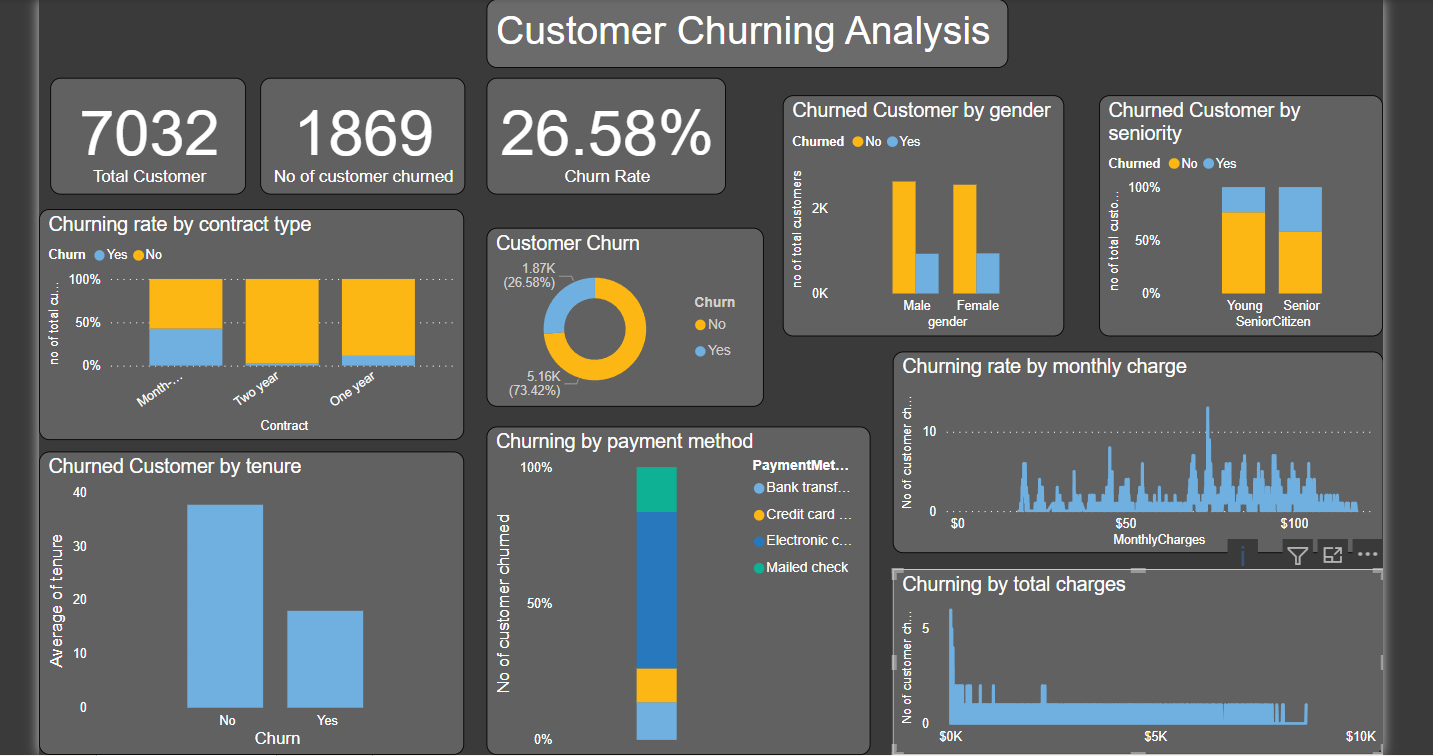 Customer Churning Analysis
7032
Total Customer
1869
No of customer churned
26.58%
Churn Rate
Churned Customer by gender
Churned No Yes
no of total customers
2K
0K
Male Female
gender
Churned Customer by
seniority
Churned No Yes
no of total custo...
100%
50%
0%
Young Senior
SeniorCitizen
Churning rate by contract type
Churn Yes No
no of total cu...
100%
50%
0%
Month-...
Two year
One year
Contract
Customer Churn
1.87K
(26.58%)
5.16K
(73.42%)
Churn
No
Yes
Churning rate by monthly charge
No of customer ch...
10
0
$0 $50 $100
MonthlyCharges
Churned Customer by tenure
Average of tenure
40
30
20
10
0
No Yes
Churn
Churning by payment method
No of customer churned
100%
50%
0%
PaymentMet...
Bank transf...
Credit card ...
Electronic c...
Mailed check
Churning by total charges
No of customer ch...
5
0
$0K $5K $10K